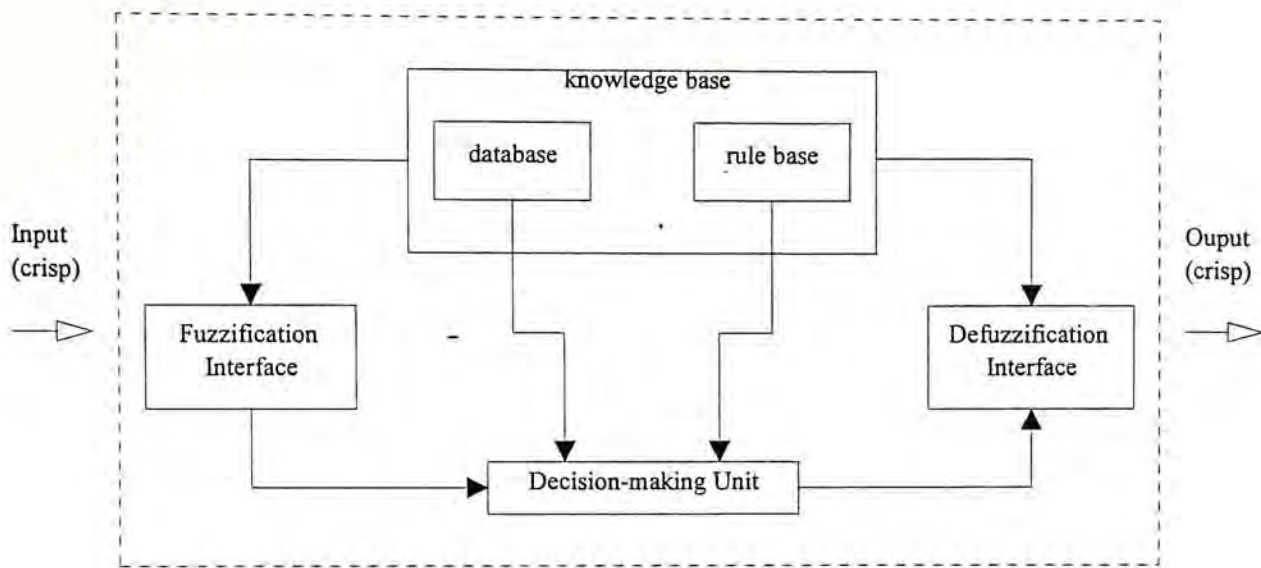 knowledge base
database
rule base
Input
(crisp)
Ouput
(crisp)
Fuzzification
Interface
Defuzzification
Interface
Decision-making Unit